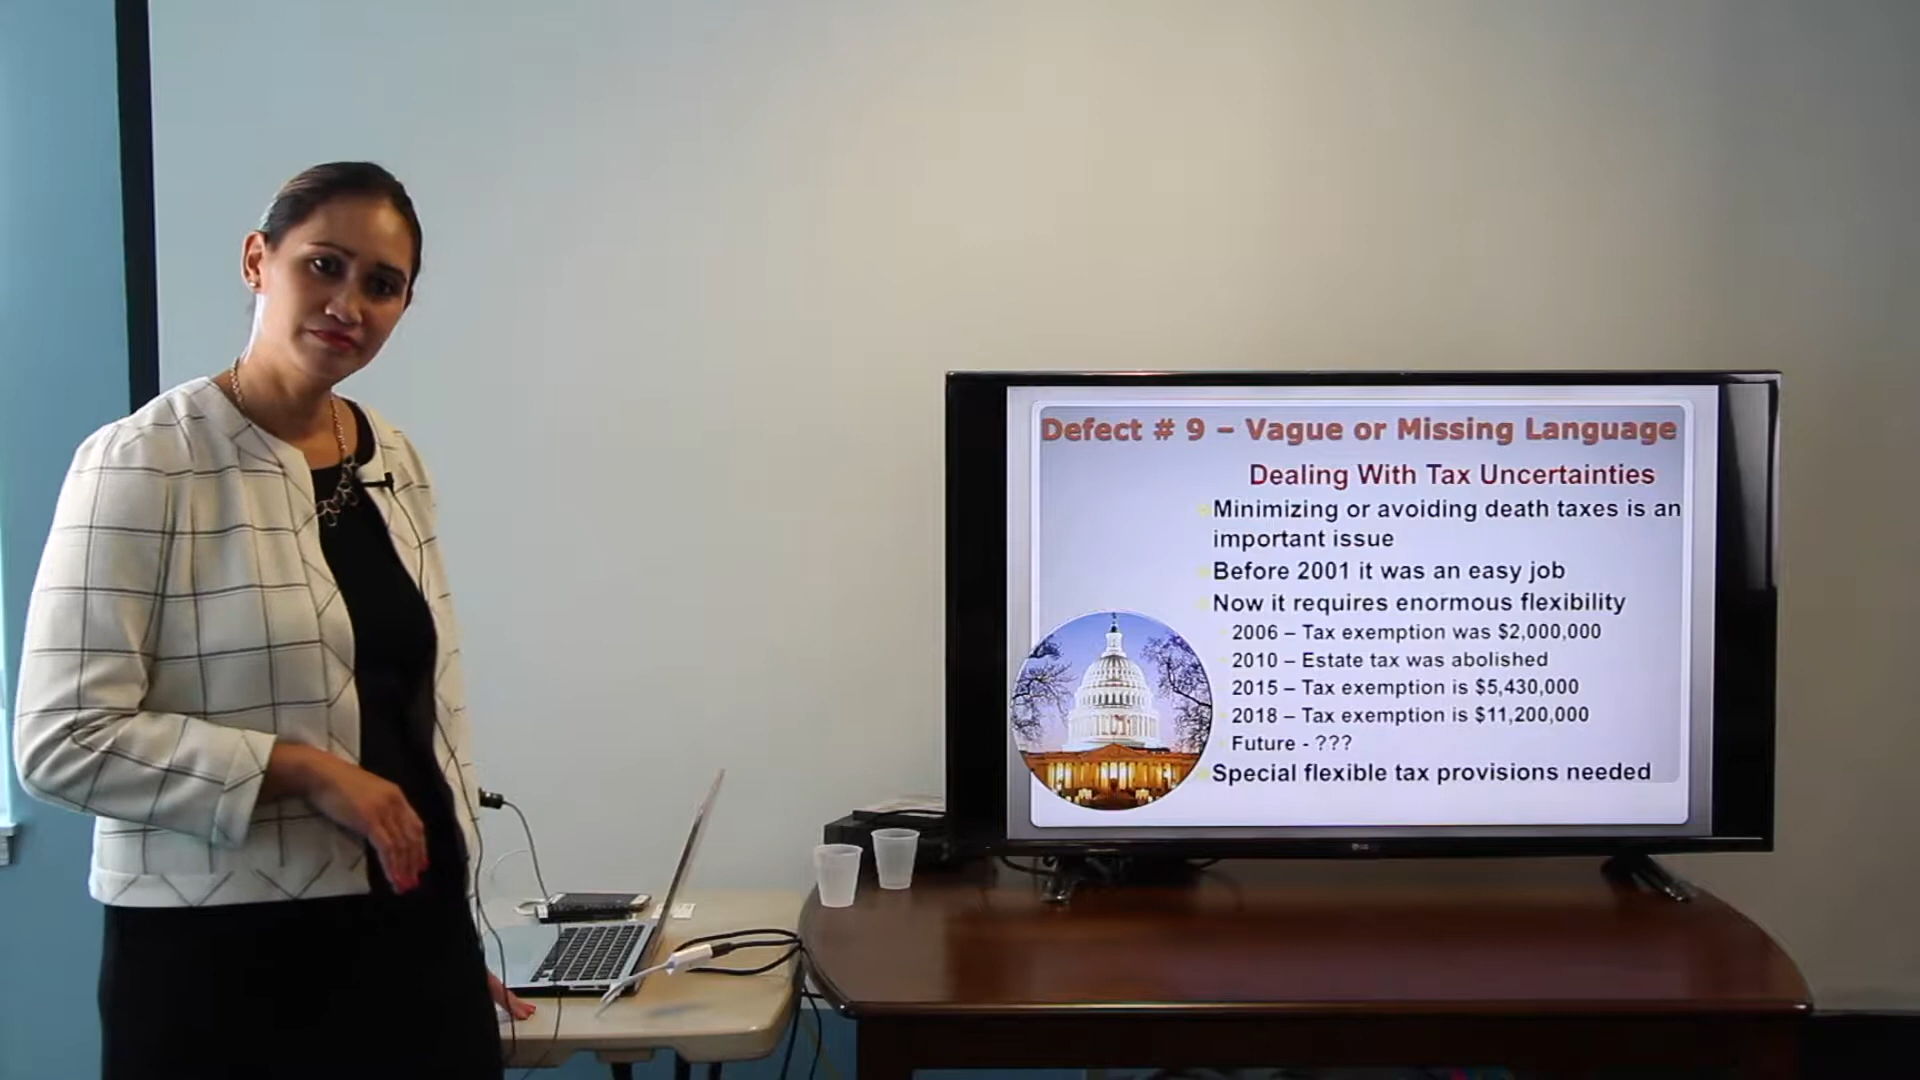 Defect # 9 – Vague or Missing Language
Dealing With Tax Uncertainties
Minimizing or avoiding death taxes is an
important issue
Before 2001 it was an easy job
Now it requires enormous flexibility
2006 – Tax exemption was $2,000,000
2010 – Estate tax was abolished
2015 – Tax exemption is $5,430,000
2018 – Tax exemption is $11,200,000
Future - ???
Special flexible tax provisions needed
LG